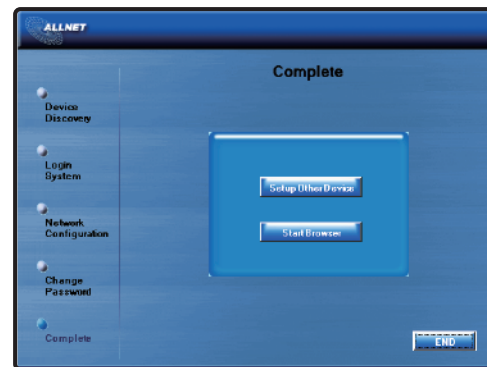 ALLNET
Complete
Device
Discovery
Login
System
Network
Configuration
Change
Password
Complete
Setup Other Device
Start Browser
END